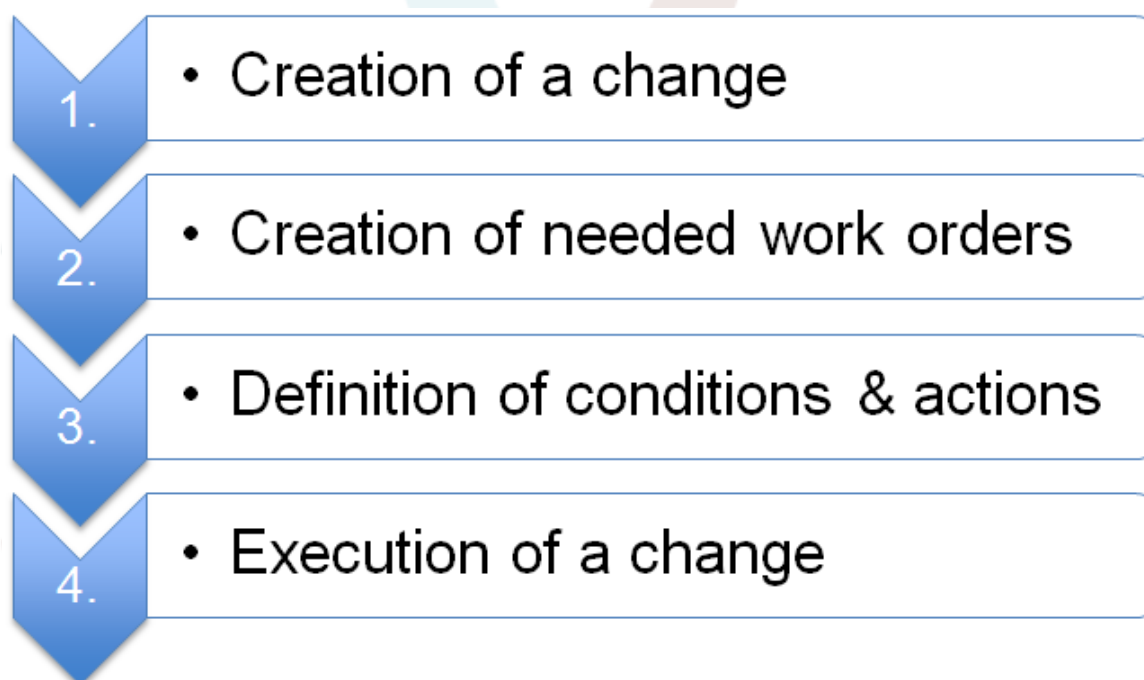 1. • Creation of a change
2. • Creation of needed work orders
3. • Definition of conditions & actions
4. • Execution of a change